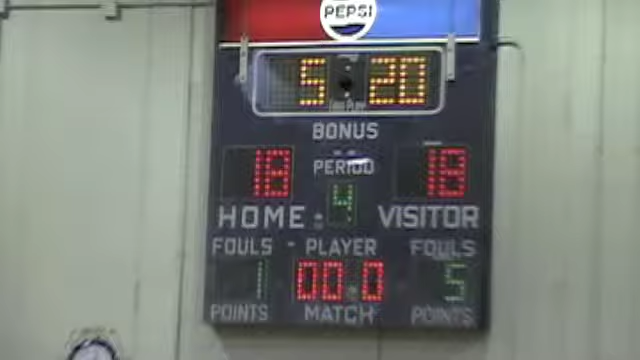 PEPSI
5 20
BONUS
PERIOD
18 4 18
HOME VISITOR
FOULS PLAYER FOULS
1 00.0 5
POINTS MATCH POINTS